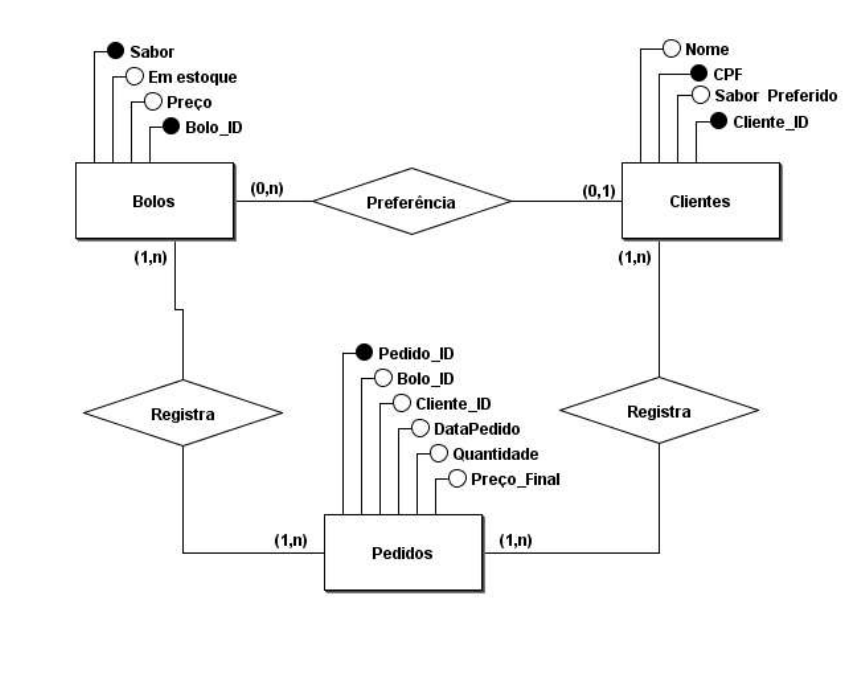 Sabor
Em estoque
Preço
Bolo_ID
Nome
CPF
Sabor Preferido
Cliente_ID
Bolos
(0,n)
Preferência
(0,1)
Clientes
(1,n)
(1,n)
Pedido_ID
Bolo_ID
Cliente_ID
DataPedido
Quantidade
Preço_Final
Registra
Registra
(1,n)
Pedidos
(1,n)